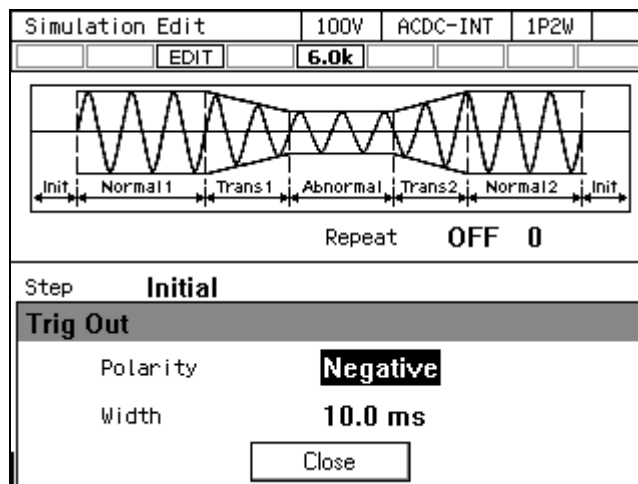 Simulation Edit 100V ACDC-INT 1P2W
EDIT 6.0k
Init Normal1 Trans1 Abnormal Trans2 Normal2 Init
Repeat OFF 0
Step Initial
Trig Out
Polarity Negative
Width 10.0 ms
Close